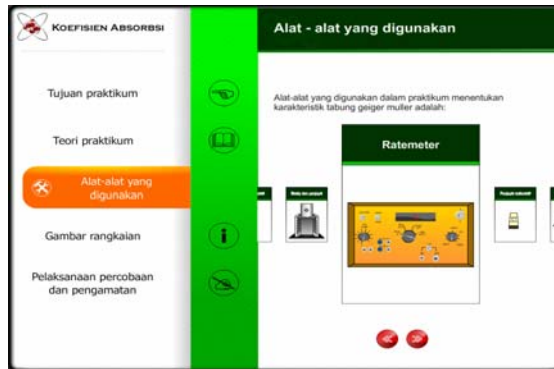 KOEFISIEN ABSORBSI
Tujuan praktikum
Teori praktikum
Alat-alat yang
digunakan
Gambar rangkaian
Pelaksanaan percobaan
dan pengamatan
Alat - alat yang digunakan
Alat-alat yang digunakan dalam praktikum menentukan
karakteristik tabung geiger muller adalah:
Ratemeter